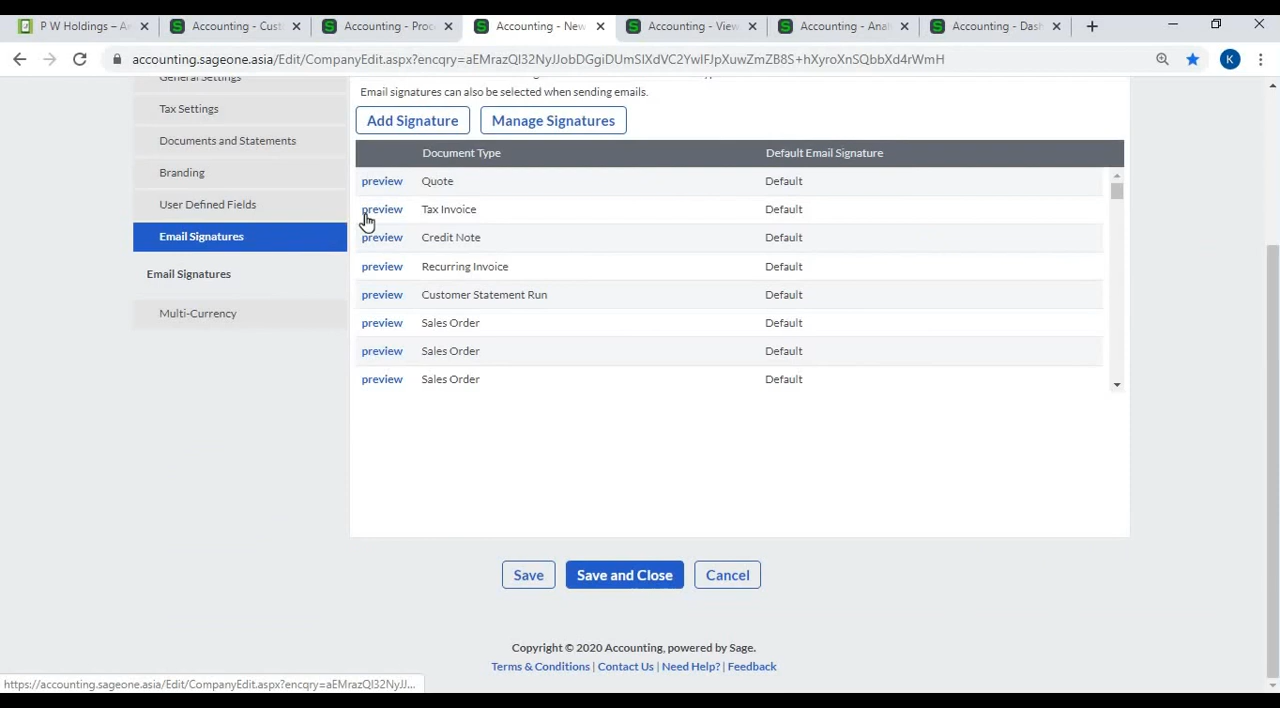 P W Holdings – A
Accounting - Cust
Accounting - Proc
Accounting - New
Accounting - View
Accounting - Anal
Accounting - Dash
accounting.sageone.asia/Edit/CompanyEdit.aspx?encqry=aEMrazQl32NyJJobDGgiDUmSIXdVC2YwIFJpXuwZmZB8S+hXyroXnSQbbXd4rWmH
K
General Settings
Email signatures can also be selected when sending emails.
Tax Settings
Add Signature
Manage Signatures
Documents and Statements
Document Type
Default Email Signature
Branding
preview Quote Default
User Defined Fields
preview Tax Invoice Default
Email Signatures
preview Credit Note Default
Email Signatures
preview Recurring Invoice Default
preview Customer Statement Run Default
Multi-Currency
preview Sales Order Default
preview Sales Order Default
preview Sales Order Default
Save
Save and Close
Cancel
Copyright © 2020 Accounting, powered by Sage.
Terms & Conditions | Contact Us | Need Help? | Feedback
https://accounting.sageone.asia/Edit/CompanyEdit.aspx?encqry=aEMrazQl32NyJJ...